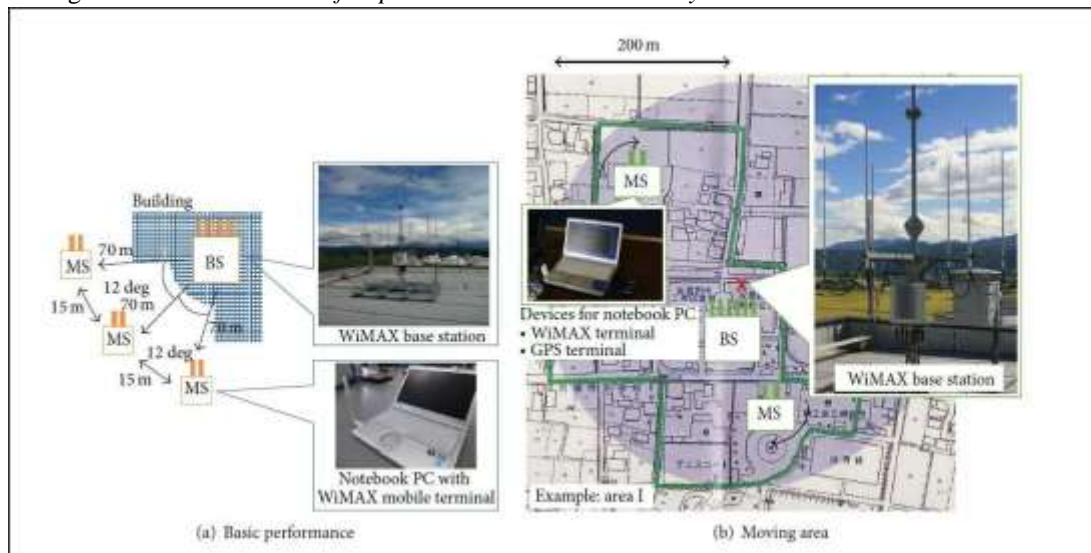 Building
MS
70 m
BS
12 deg
15 m
70 m
MS
70 m
12 deg
15 m
MS
WiMAX base station
Notebook PC with
WiMAX mobile terminal
(a) Basic performance
200 m
MS
Devices for notebook PC
• WiMAX terminal
• GPS terminal
BS
MS
WiMAX base station
Example: area I
(b) Moving area